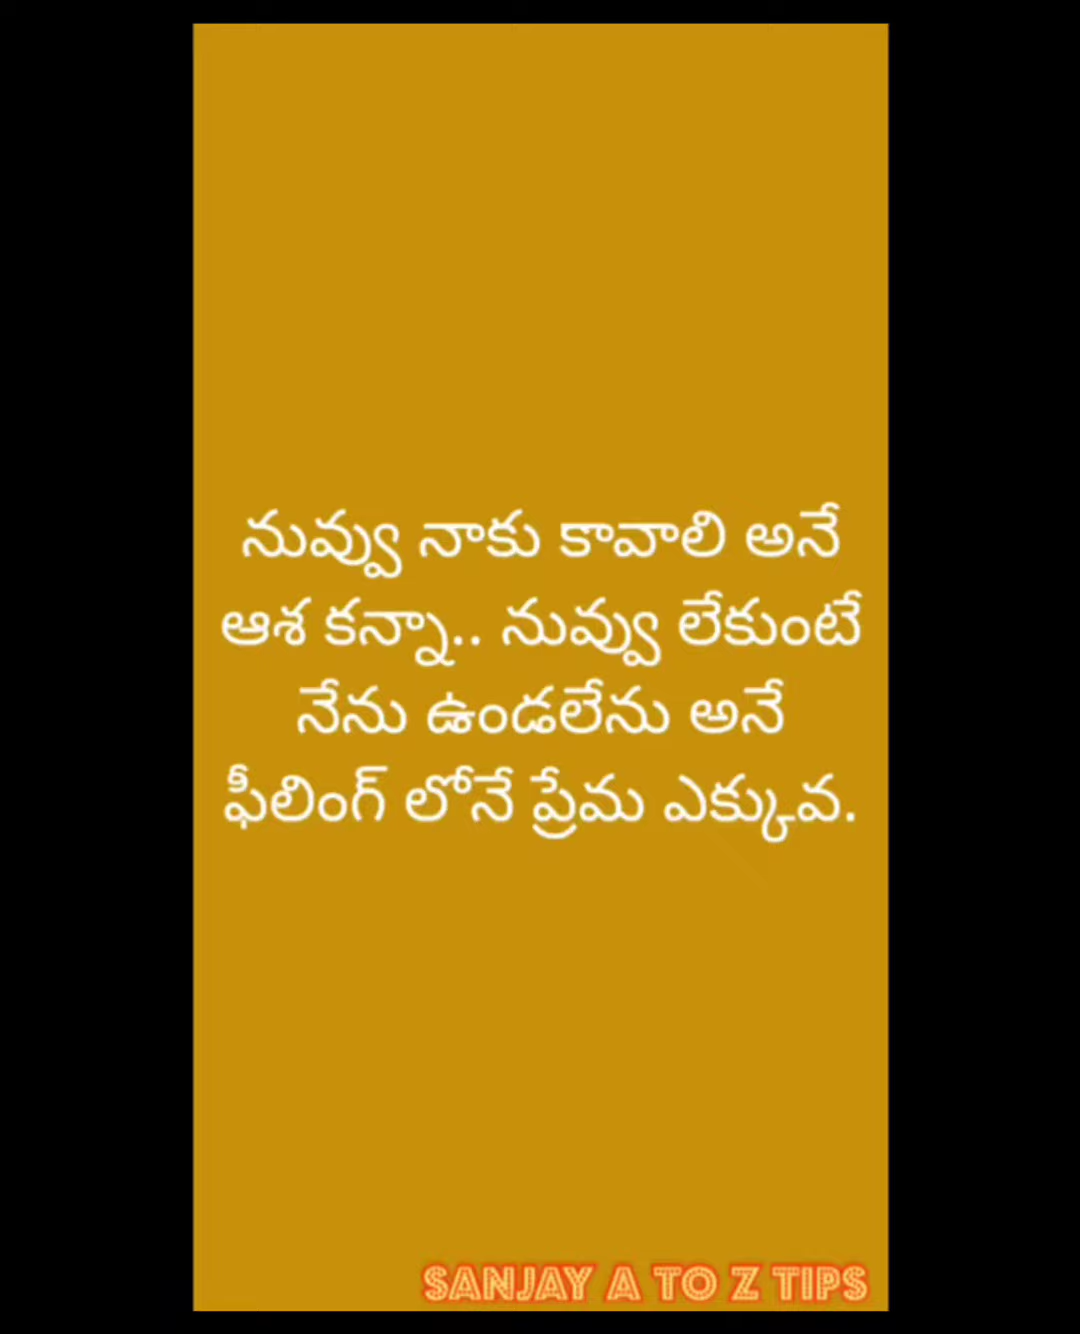 నువ్వు నాకు కావాలి అనే
ఆశ కన్నా.. నువ్వు లేకుంటే
నేను ఉండలేను అనే
ఫీలింగ్ లోనే ప్రేమ ఎక్కువ.
SANJAY A TO Z TIPS